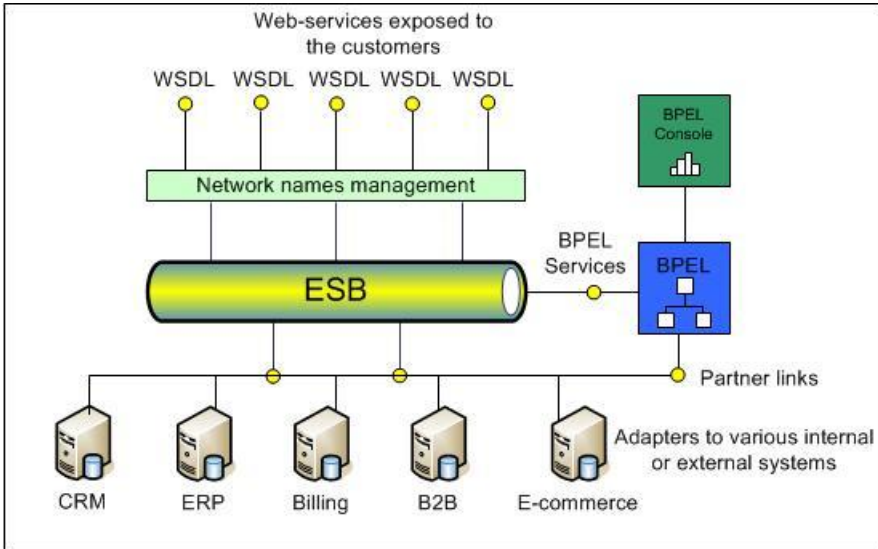 Web-services exposed to
the customers
WSDL WSDL WSDL WSDL WSDL
BPEL
Console
Network names management
BPEL
Services
BPEL
ESB
Partner links
Adapters to various internal
or external systems
CRM ERP Billing B2B E-commerce